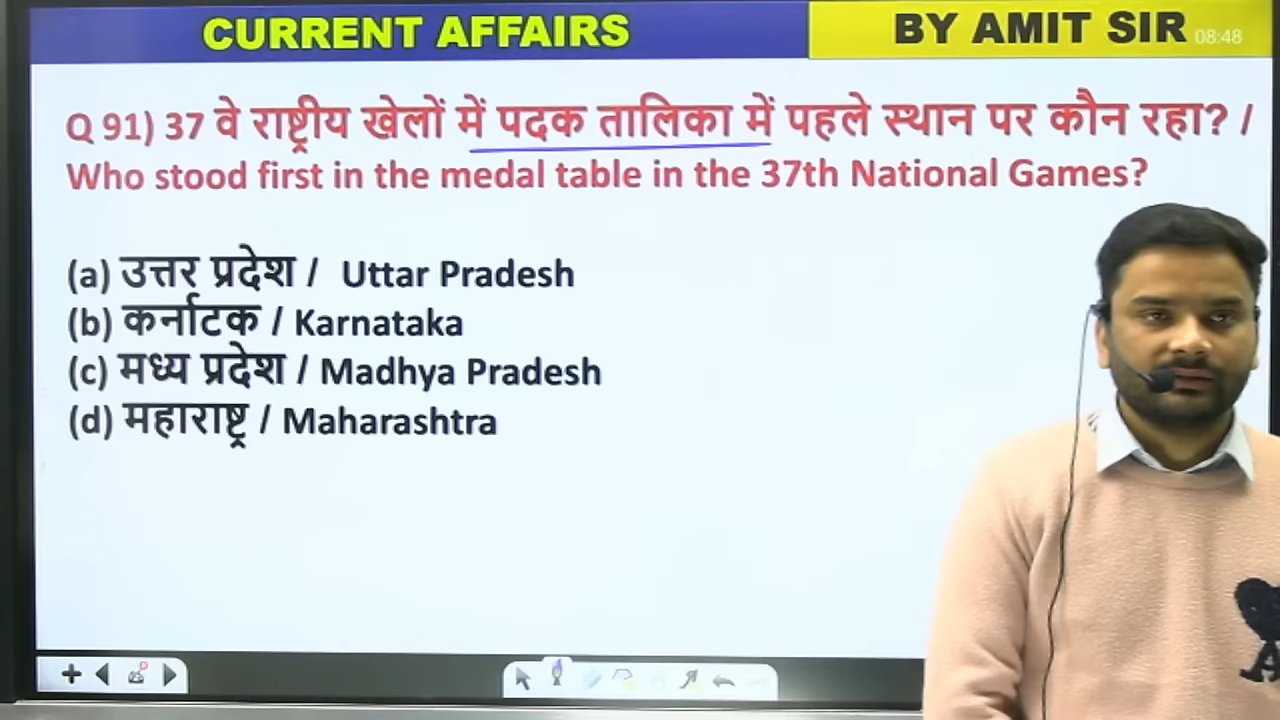 CURRENT AFFAIRS
BY AMIT SIR 08:48
Q 91) 37 वे राष्ट्रीय खेलों में पदक तालिका में पहले स्थान पर कौन रहा? /
Who stood first in the medal table in the 37th National Games?
(a) उत्तर प्रदेश / Uttar Pradesh
(b) कर्नाटक / Karnataka
(c) मध्य प्रदेश / Madhya Pradesh
(d) महाराष्ट्र / Maharashtra
A